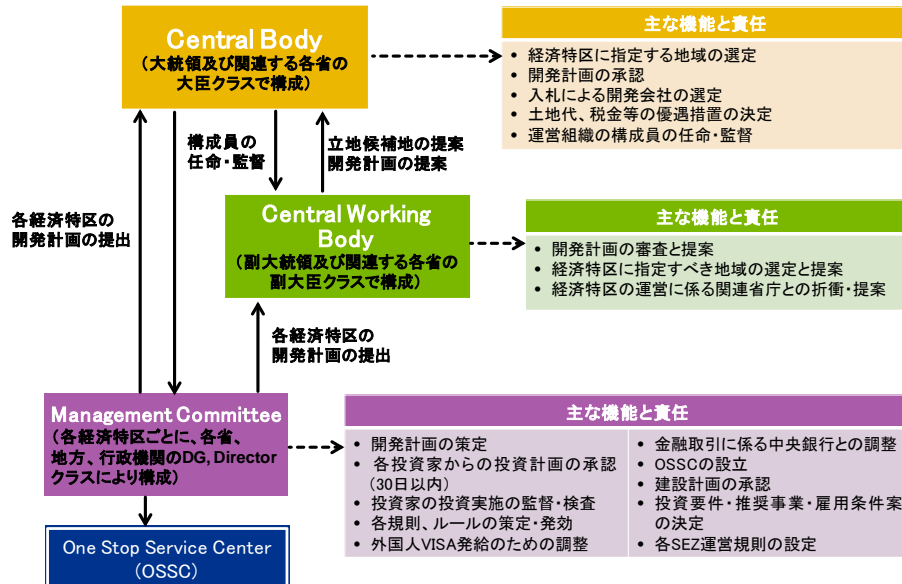 Central Body
(大統領及び関連する各省の
大臣クラスで構成)
主な機能と責任
• 経済特区に指定する地域の選定
• 開発計画の承認
• 入札による開発会社の選定
• 土地代、税金等の優遇措置の決定
• 運営組織の構成員の任命・監督
構成員の
任命・監督
立地候補地の提案
開発計画の提案
各経済特区の
開発計画の提出
Central Working
Body
(副大統領及び関連する各省の
副大臣クラスで構成)
主な機能と責任
• 開発計画の審査と提案
• 経済特区に指定すべき地域の選定と提案
• 経済特区の運営に係る関連省庁との折衝・提案
各経済特区の
開発計画の提出
Management Committee
(各経済特区ごとに、各省、
地方、行政機関のDG, Director
クラスにより構成)
主な機能と責任
• 開発計画の策定
• 各投資家からの投資計画の承認
(30日以内)
• 投資家の投資実施の監督・検査
• 各規則、ルールの策定・発効
• 外国人VISA発給のための調整
• 金融取引に係る中央銀行との調整
• OSSCの設立
• 建設計画の承認
• 投資要件・推奨事業・雇用条件案
の決定
• 各SEZ運営規則の設定
One Stop Service Center
(OSSC)